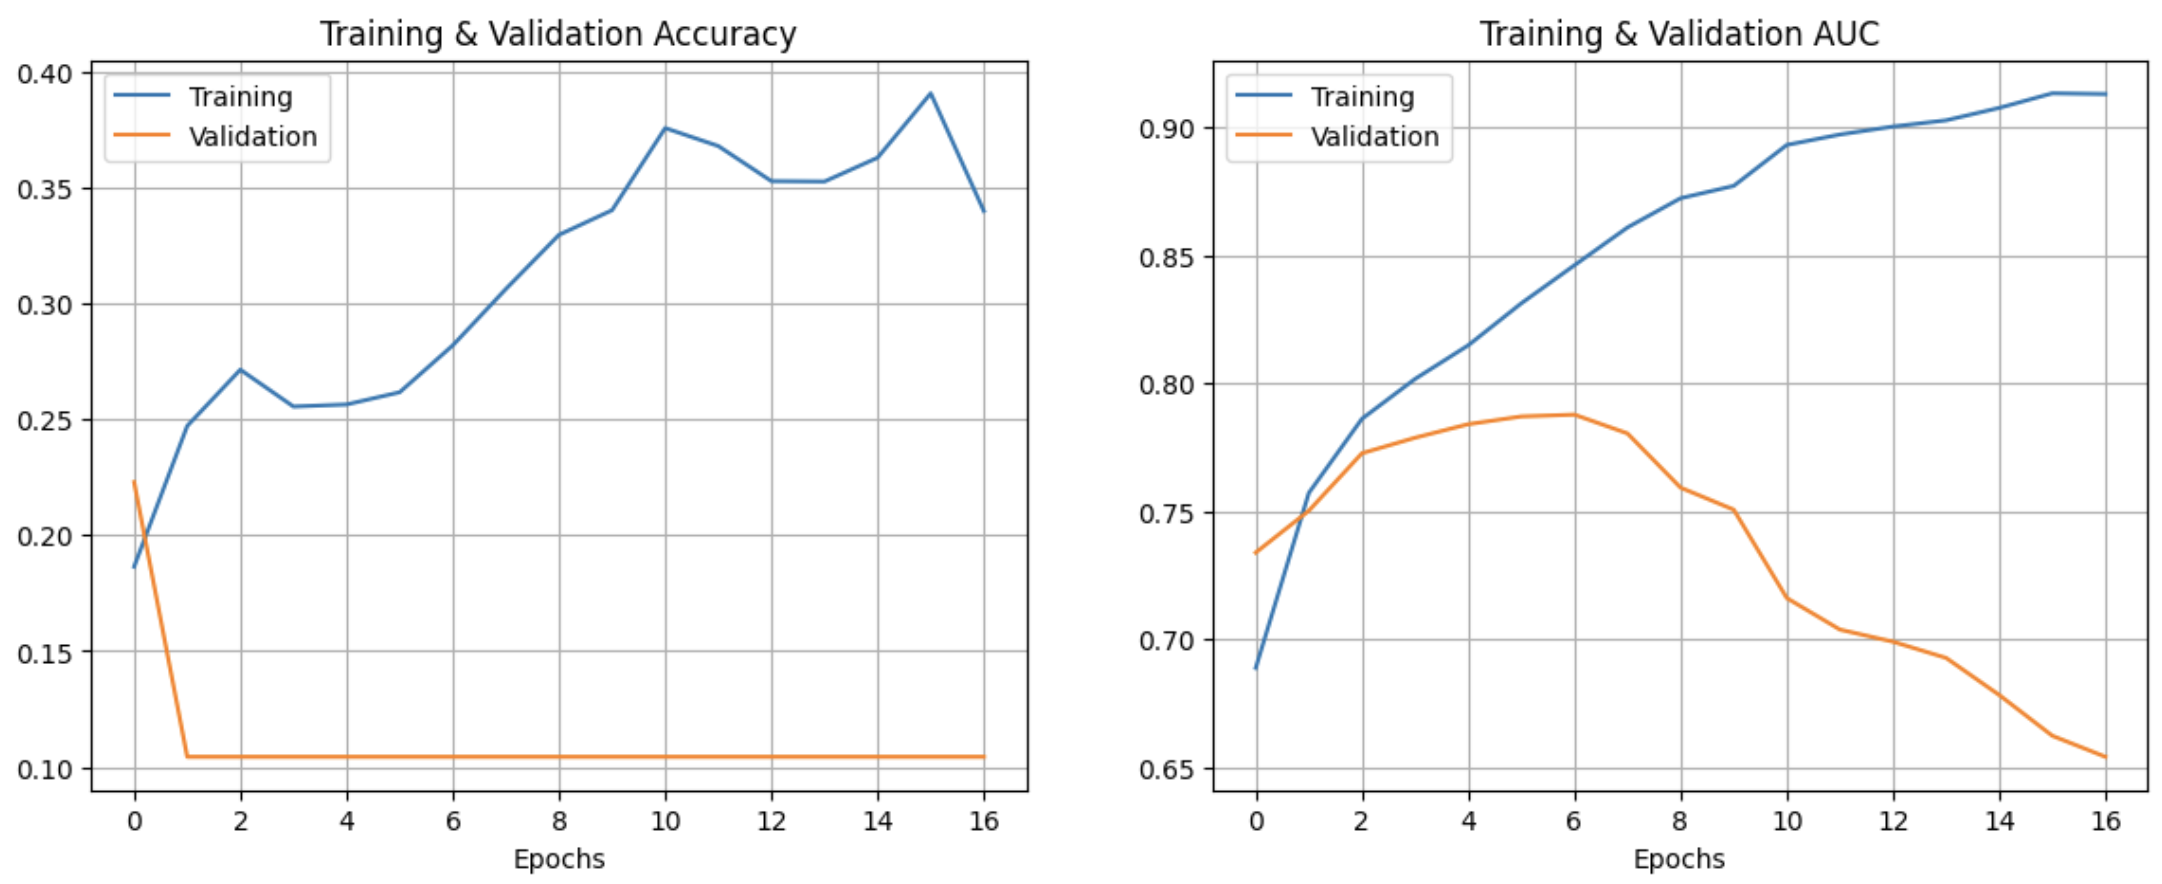 Training & Validation Accuracy
0.40
0.35
0.30
0.25
0.20
0.15
0.10
Training
Validation
0 2 4 6 8 10 12 14 16
Epochs
Training & Validation AUC
0.90
0.85
0.80
0.75
0.70
0.65
Training
Validation
0 2 4 6 8 10 12 14 16
Epochs